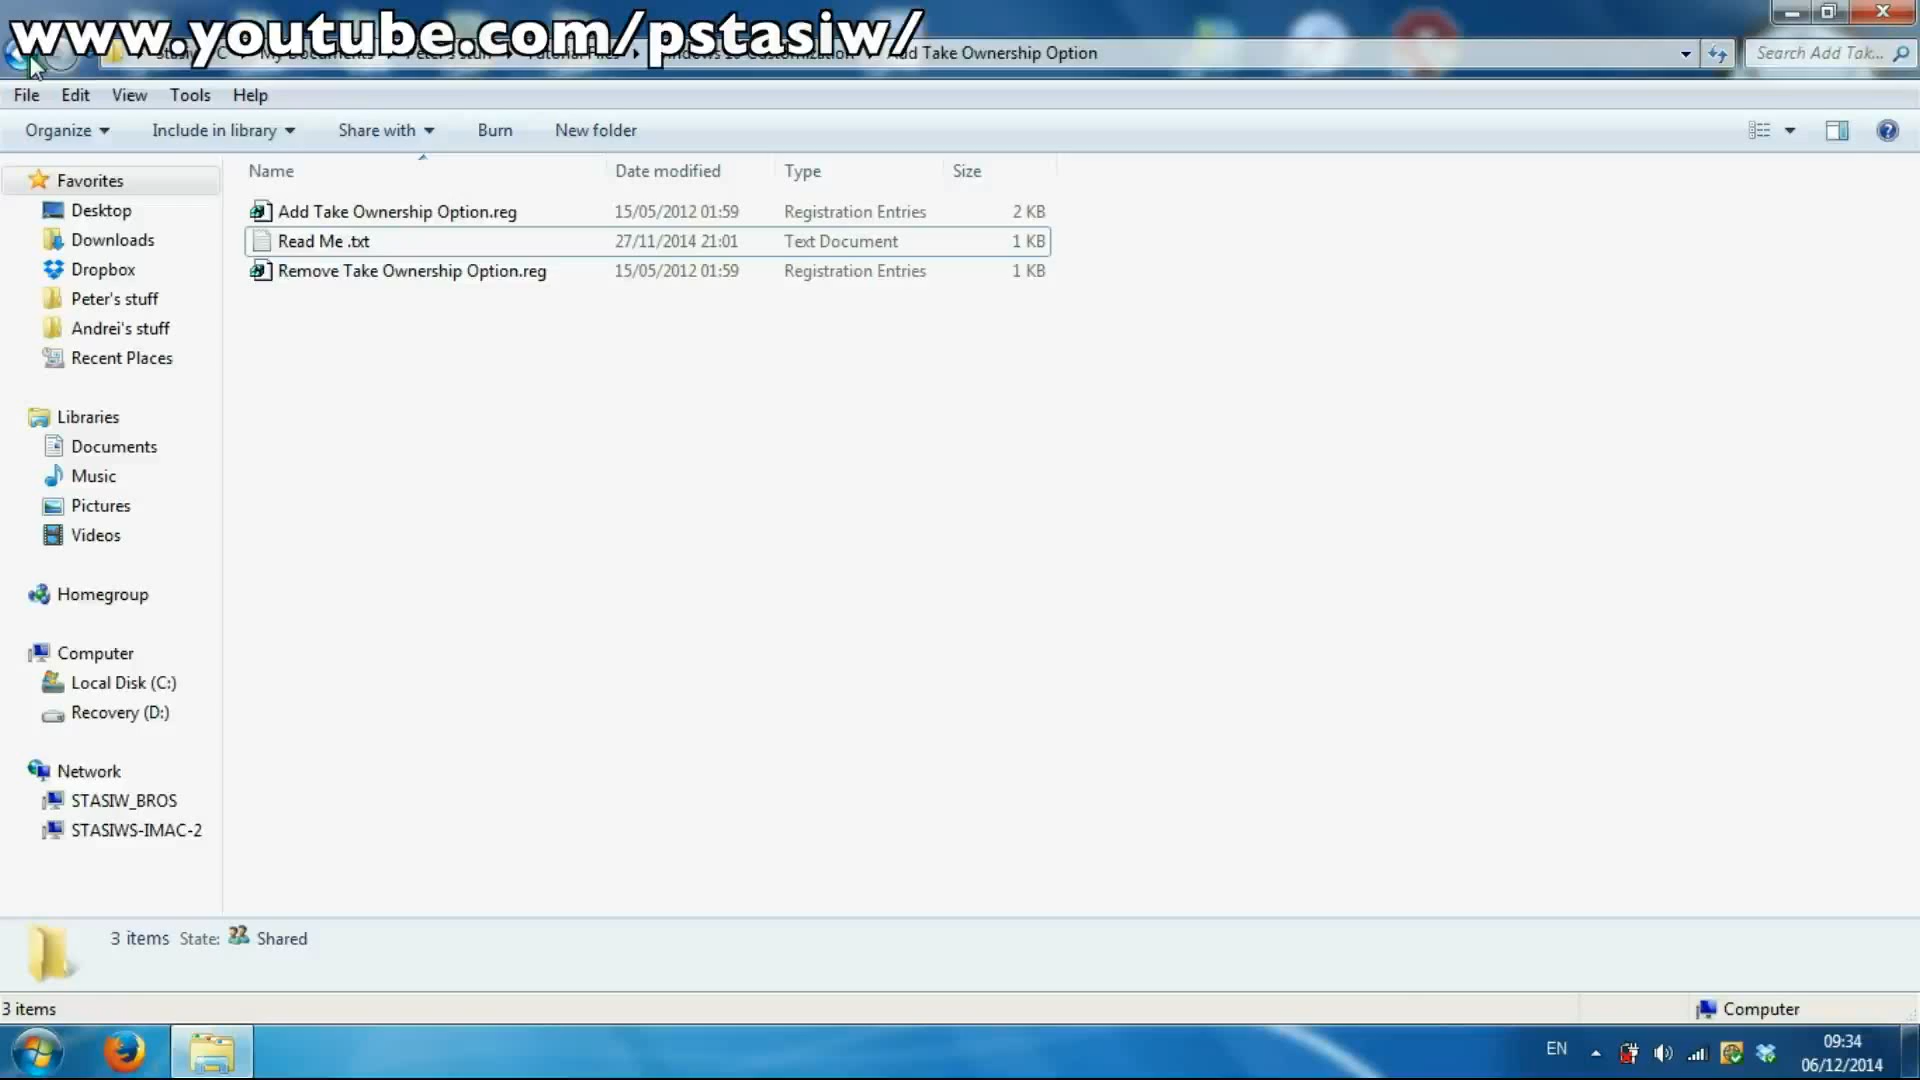 www.youtube.com/pstasiw/
Add Take Ownership Option
Search Add Tak...
File Edit View Tools Help
Organize Include in library Share with Burn New folder
Name Date modified Type Size
Favorites
Desktop
Downloads
Dropbox
Peter's stuff
Andrei's stuff
Recent Places
Libraries
Documents
Music
Pictures
Videos
Homegroup
Computer
Local Disk (C:)
Recovery (D:)
Network
STASIW_BROS
STASIWS-IMAC-2
Add Take Ownership Option.reg 15/05/2012 01:59 Registration Entries 2 KB
Read Me .txt 27/11/2014 21:01 Text Document 1 KB
Remove Take Ownership Option.reg 15/05/2012 01:59 Registration Entries 1 KB
3 items State: Shared
3 items
Computer
EN
09:34
06/12/2014